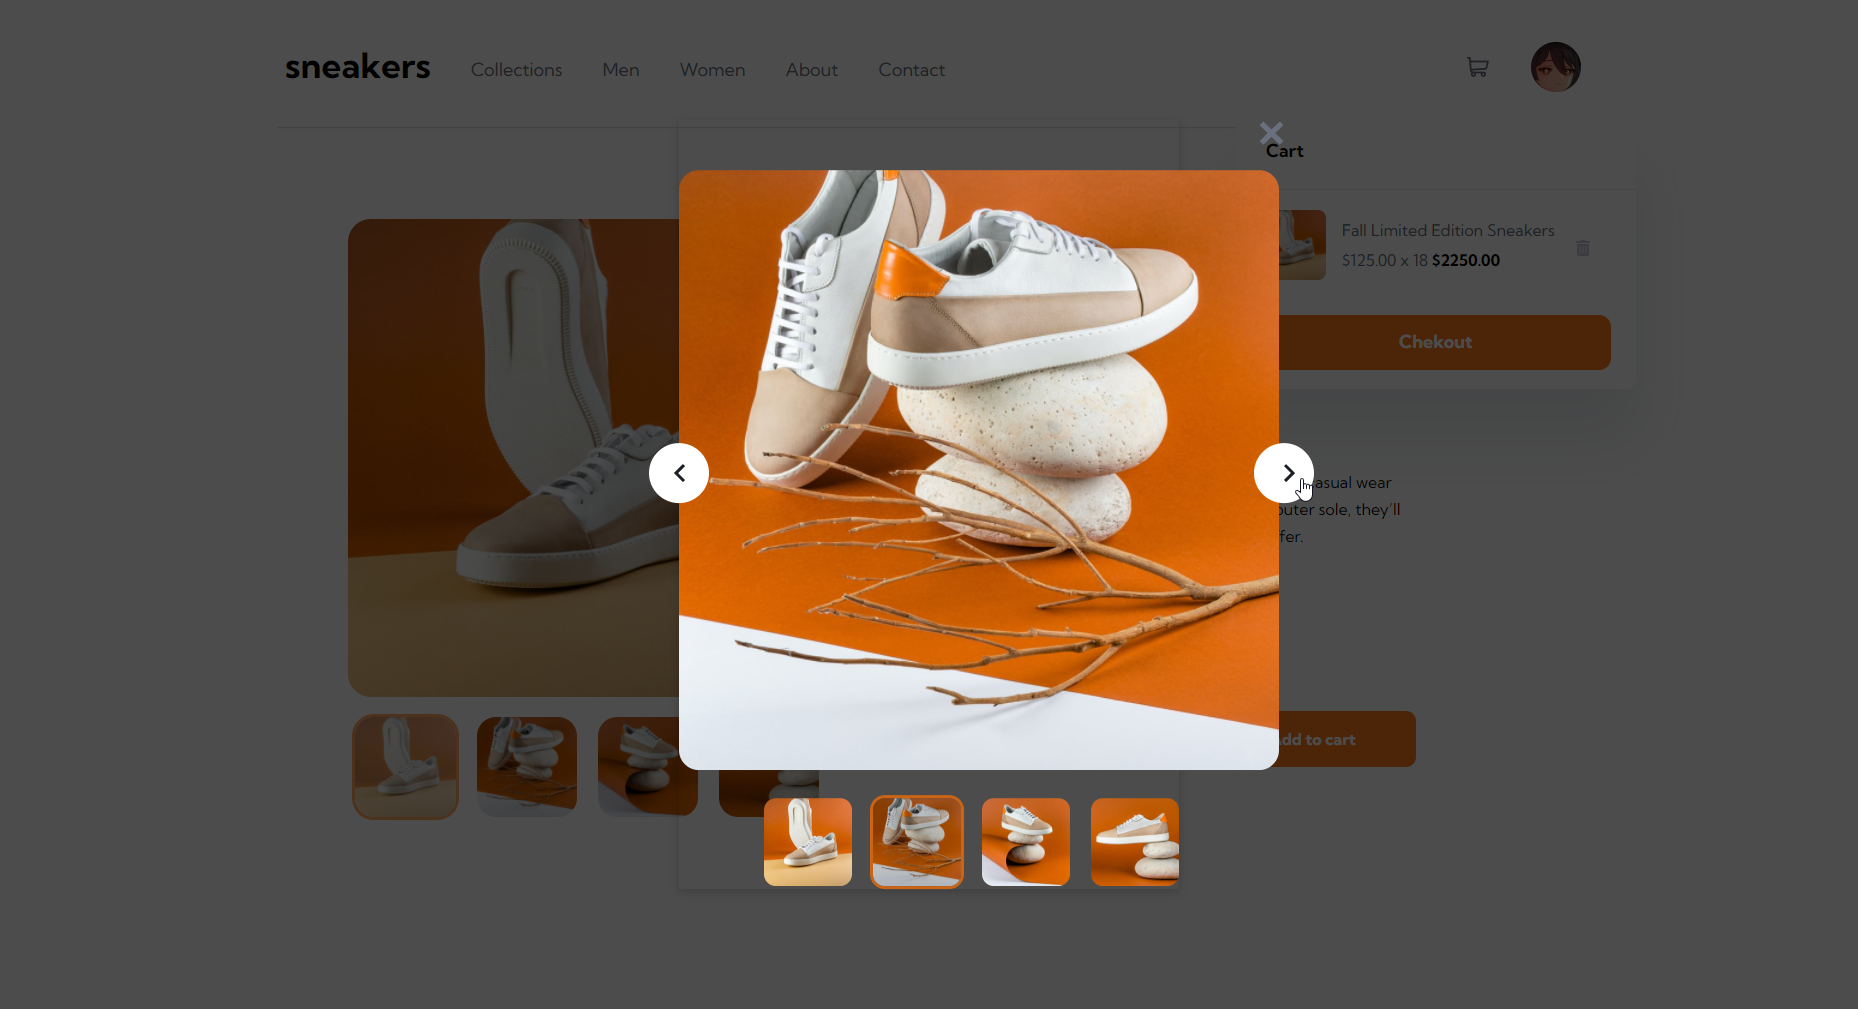 sneakers Collections Men Women About Contact
Cart
Fall Limited Edition Sneakers
$125.00 x 18 $2250.00
Chekout
asual wear
outer sole, they'll
ffer.
dd to cart